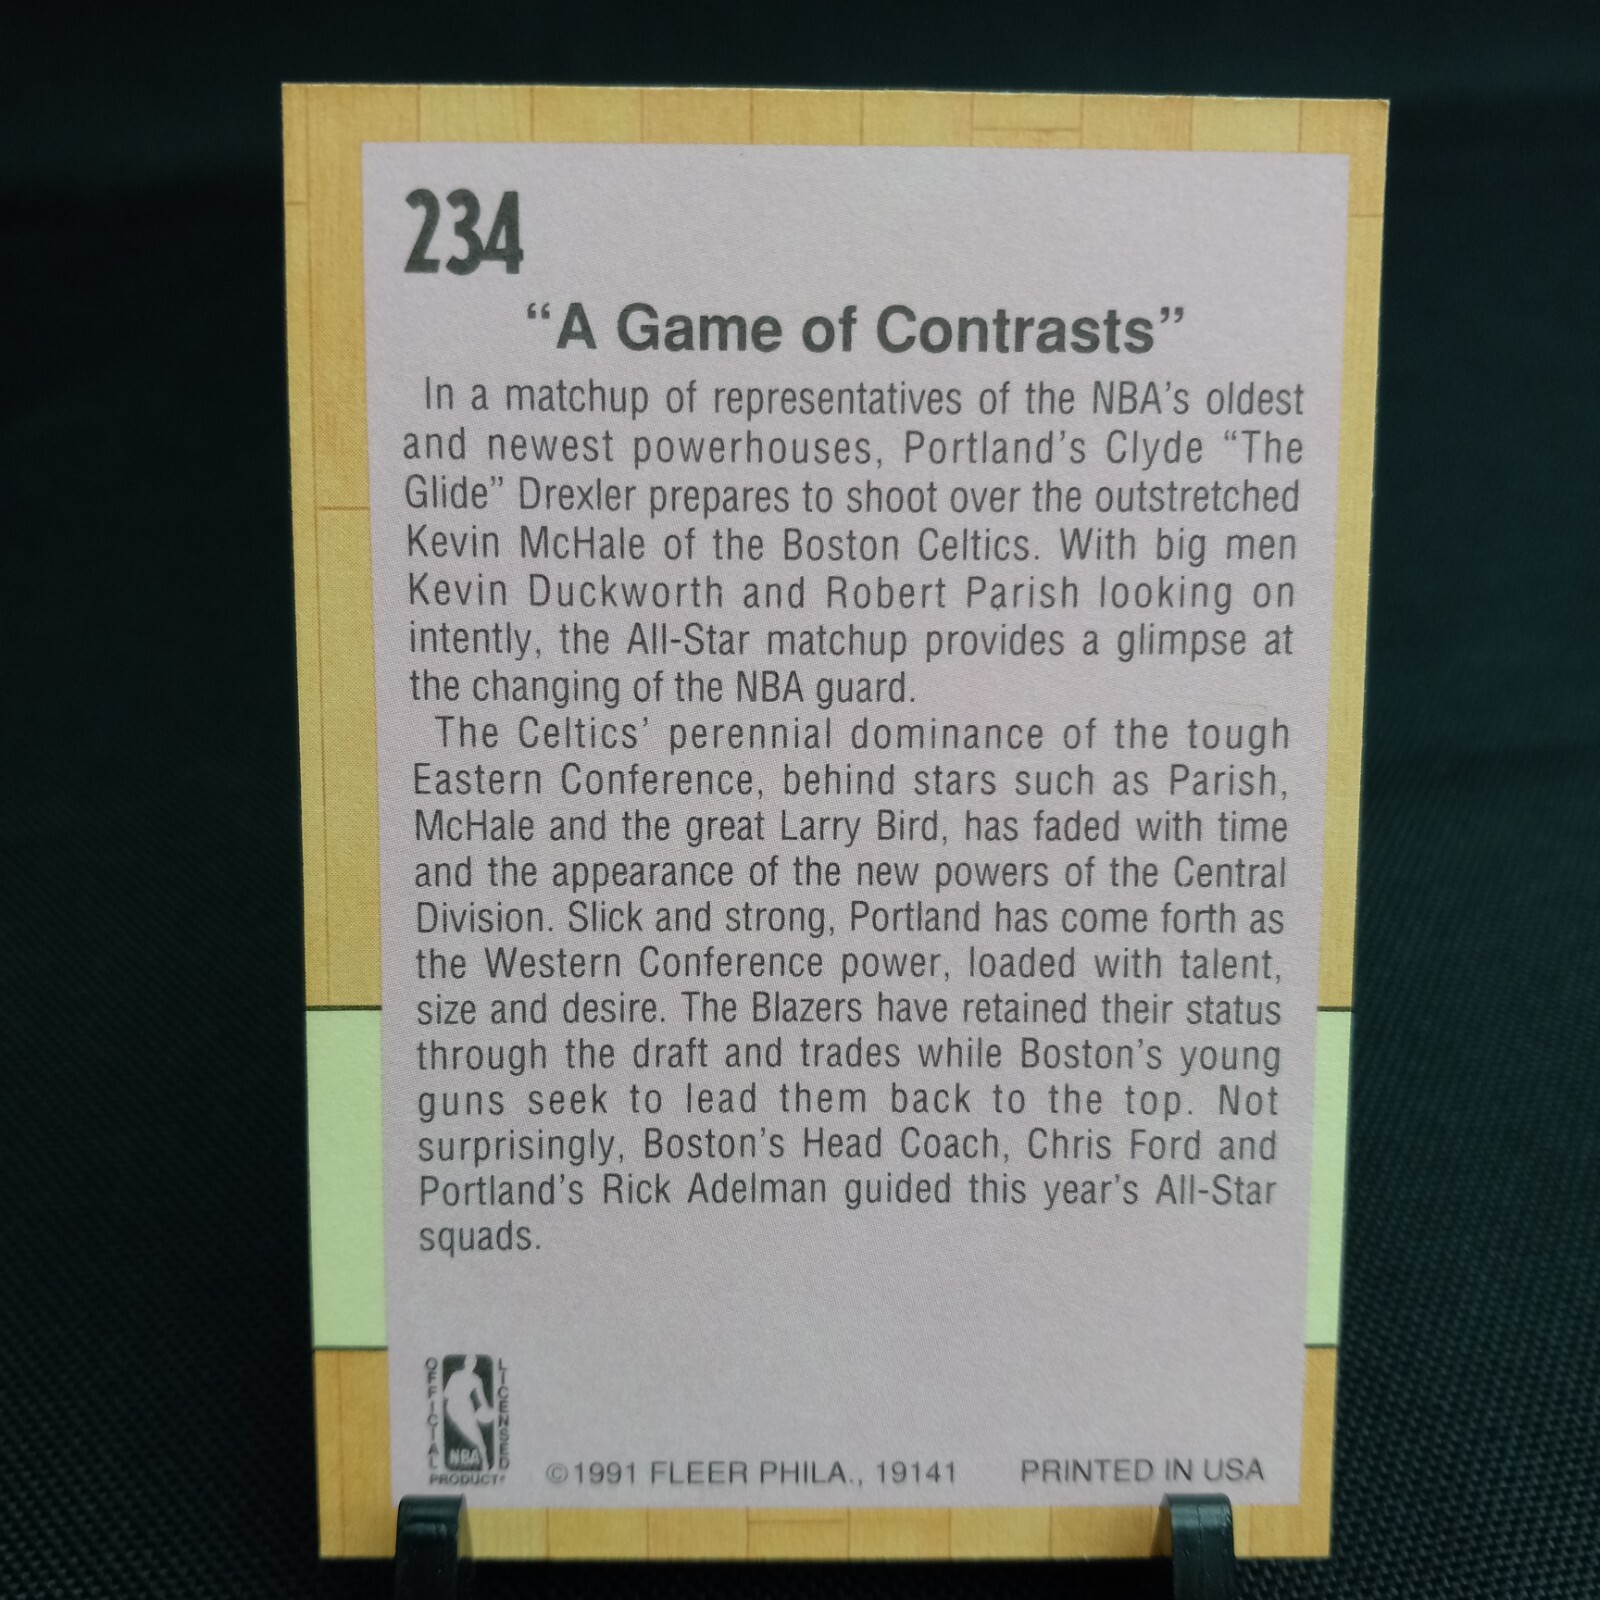 234
“A Game of Contrasts”
In a matchup of representatives of the NBA’s oldest
and newest powerhouses, Portland’s Clyde “The
Glide” Drexler prepares to shoot over the outstretched
Kevin McHale of the Boston Celtics. With big men
Kevin Duckworth and Robert Parish looking on
intently, the All-Star matchup provides a glimpse at
the changing of the NBA guard.
The Celtics’ perennial dominance of the tough
Eastern Conference, behind stars such as Parish,
McHale and the great Larry Bird, has faded with time
and the appearance of the new powers of the Central
Division. Slick and strong, Portland has come forth as
the Western Conference power, loaded with talent,
size and desire. The Blazers have retained their status
through the draft and trades while Boston’s young
guns seek to lead them back to the top. Not
surprisingly, Boston’s Head Coach, Chris Ford and
Portland’s Rick Adelman guided this year’s All-Star
squads.
OFFICIAL
NBA
LICENSED
PRODUCT®
©1991 FLEER PHILA., 19141 PRINTED IN USA